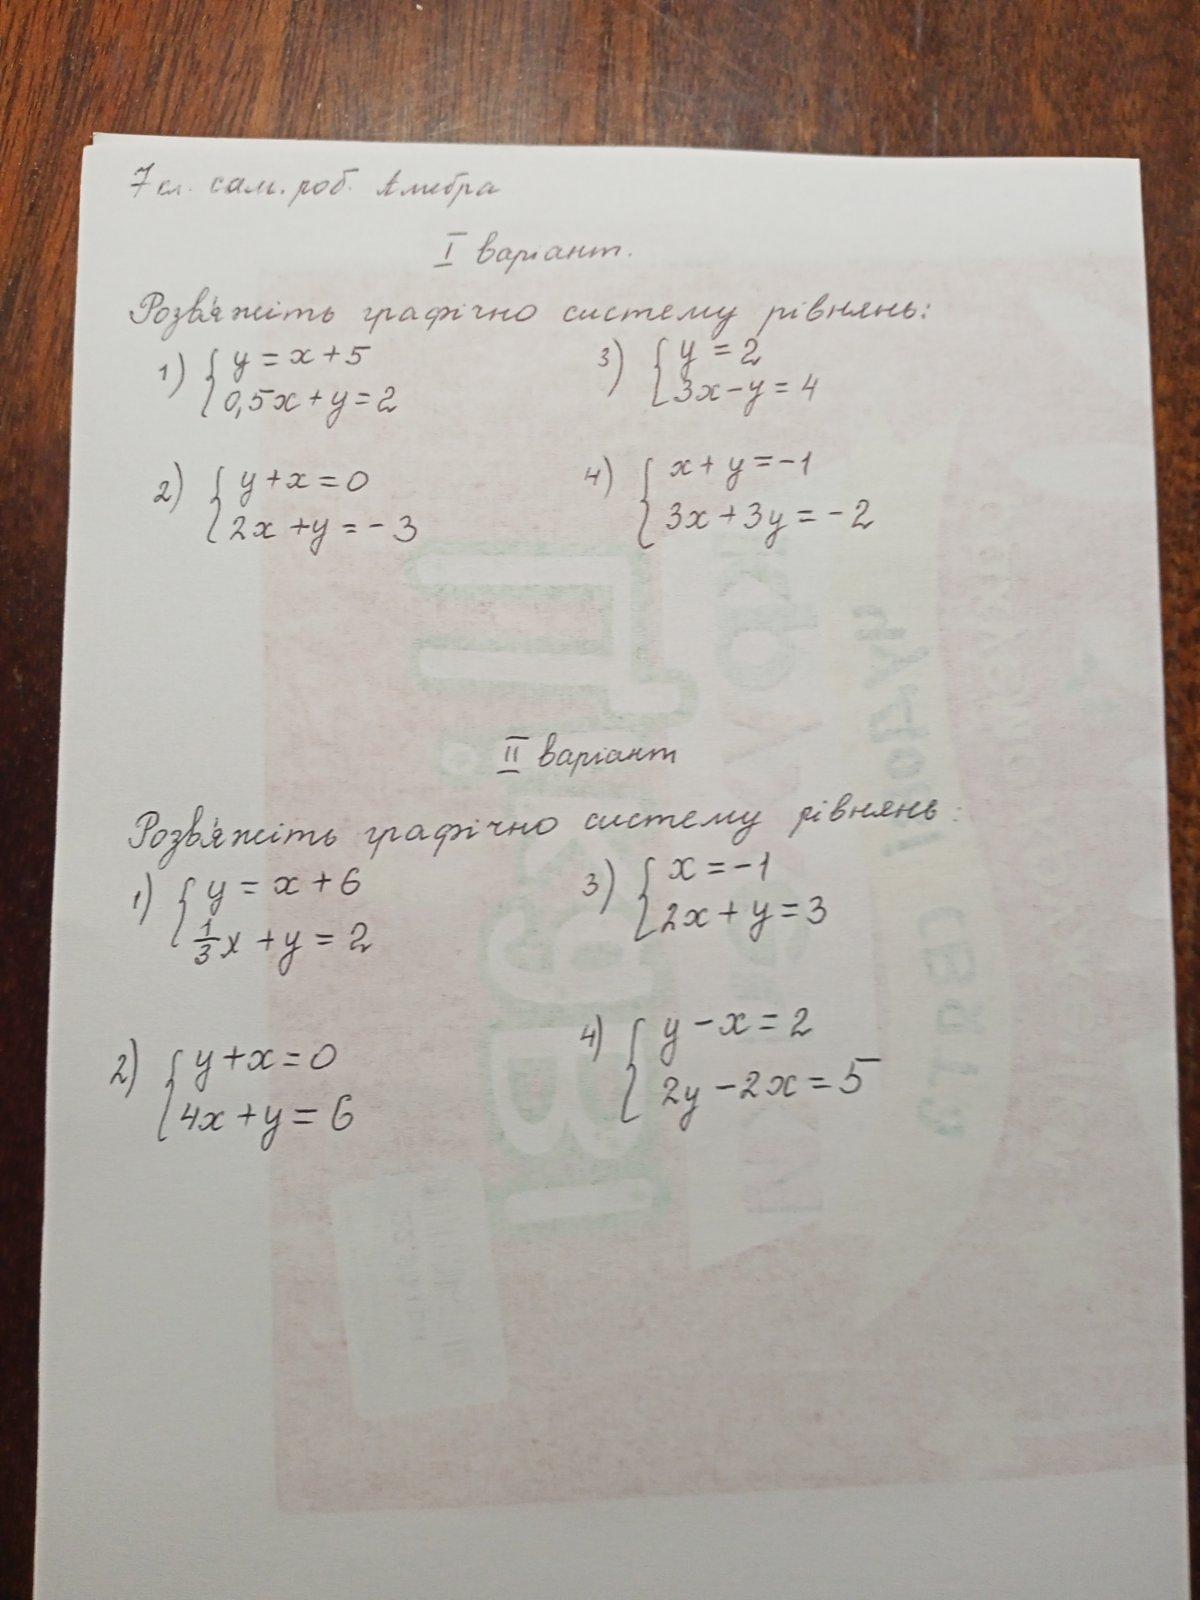 7 кл. сам. роб. Алгебра
I варіант.
Розв'яжіть графічно систему рівнянь:
1) { y = x + 5
0,5x + y = 2
3) { y = 2
3x - y = 4
2) { y + x = 0
2x + y = - 3
4) { x + y = -1
3x + 3y = - 2
II варіант
Розв'яжіть графічно систему рівнянь:
1) { y = x + 6
1/3 x + y = 2
3) { x = -1
2x + y = 3
2) { y + x = 0
4x + y = 6
4) { y - x = 2
2y - 2x = 5